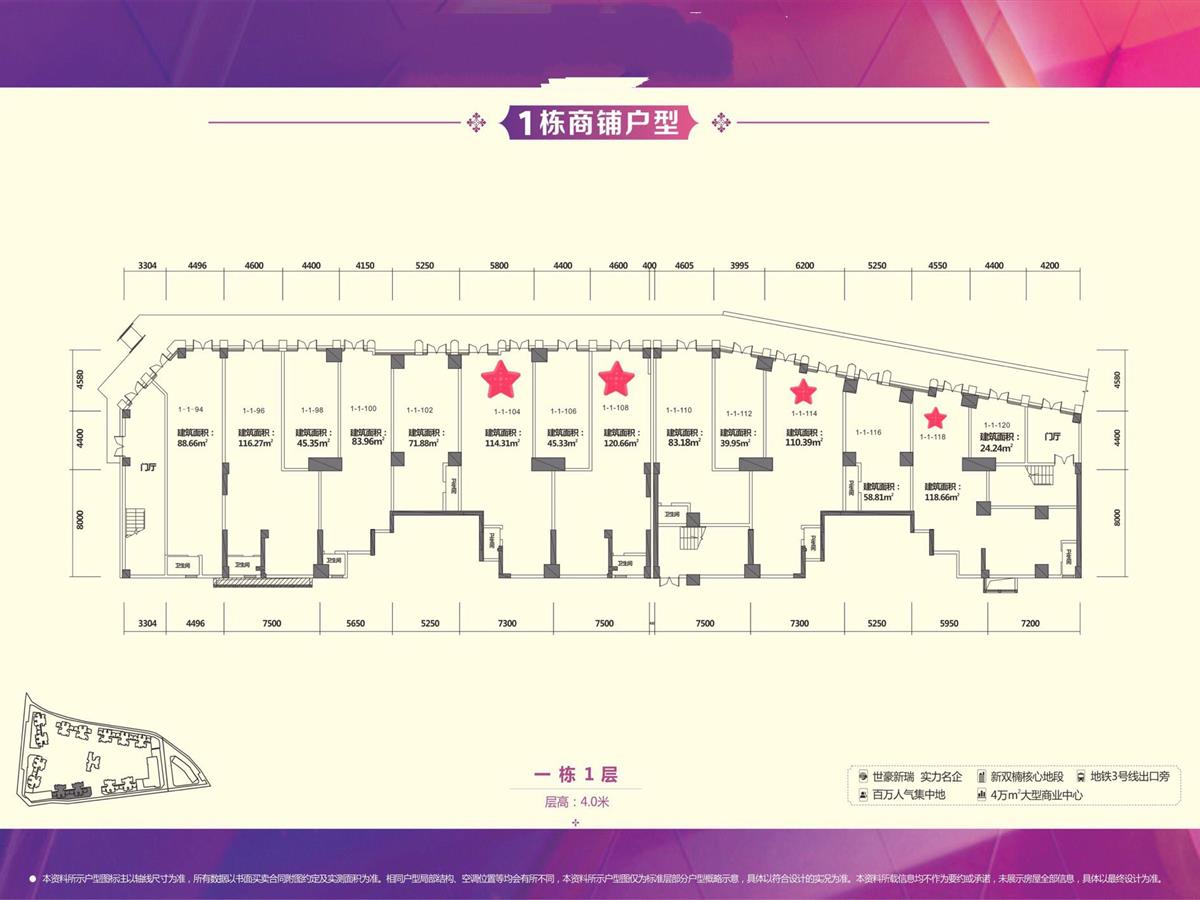 1栋商铺户型
3304 4496 4600 4400 4150 5250 5800 4400 4600 400 4605 3995 6200 5250 4550 4400 4200
4580
4400
8000
4580
4400
8000
1-1-94
建筑面积：
88.66㎡
1-1-96
建筑面积：
116.27㎡
1-1-98
建筑面积：
45.35㎡
1-1-100
建筑面积：
83.96㎡
1-1-102
建筑面积：
71.88㎡
1-1-104
建筑面积：
114.31㎡
1-1-106
建筑面积：
45.33㎡
1-1-108
建筑面积：
120.66㎡
1-1-110
建筑面积：
83.18㎡
1-1-112
建筑面积：
39.95㎡
1-1-114
建筑面积：
110.39㎡
1-1-116
建筑面积：
58.81㎡
1-1-118
建筑面积：
118.66㎡
1-1-120
建筑面积：
24.24㎡
门厅
门厅
卫生间
卫生间
卫生间
卫生间
卫生间
卫生间
卫生间
卫生间
卫生间
卫生间
3304 4496 7500 5650 5250 7300 7500 7500 7300 5250 5950 7200
一栋1层
层高：4.0米
世豪新瑞 实力名企 新双楠核心地段 地铁3号线出口旁
百万人气集中地 4万㎡大型商业中心
● 本资料所示户型图标注以轴线尺寸为准，所有数据以书面买卖合同附图约定及实测面积为准。相同户型局部结构、空调位置等均会有所不同，本资料所示户型图仅为标准层部分户型概略示意，具体以符合设计的实况为准。本资料所载信息均不作为要约或承诺，未展示房屋全部信息，具体以最终设计为准。